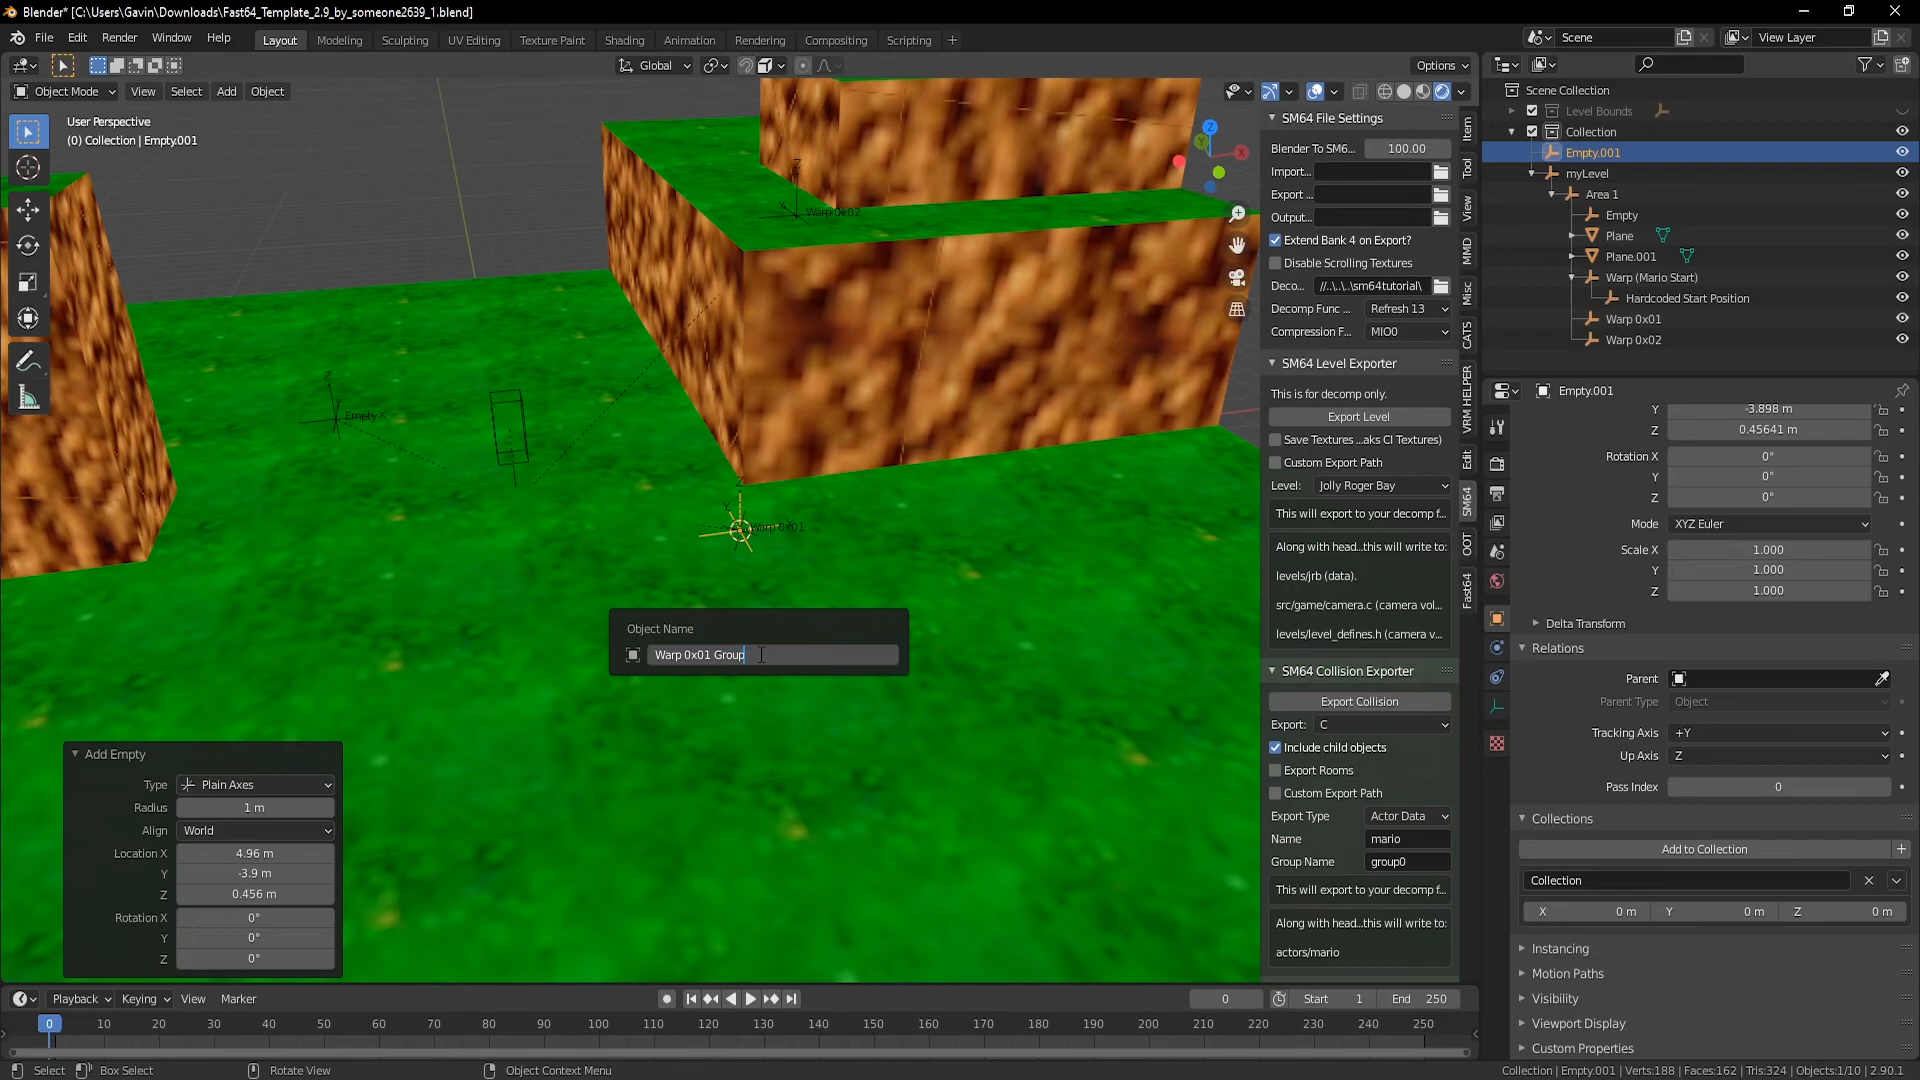 Blender* [C:\Users\Gavin\Downloads\Fast64_Template_2.9_by_someone2639_1.blend]
File Edit Render Window Help
Layout Modeling Sculpting UV Editing Texture Paint Shading Animation Rendering Compositing Scripting +
Scene
View Layer
Global
Options
Object Mode View Select Add Object
User Perspective
(0) Collection | Empty.001
Z
Y
X
Warp 0x02
Empty
Warp 0x01
Object Name
Warp 0x01 Group
Add Empty
Type Plain Axes
Radius 1 m
Align World
Location X 4.96 m
Y -3.9 m
Z 0.456 m
Rotation X 0°
Y 0°
Z 0°
SM64 File Settings
Blender To SM6... 100.00
Import...
Export ...
Output...
Extend Bank 4 on Export?
Disable Scrolling Textures
Deco... //..\..\..\sm64tutorial\
Decomp Func ... Refresh 13
Compression F... MIO0
SM64 Level Exporter
This is for decomp only.
Export Level
Save Textures ...aks CI Textures)
Custom Export Path
Level: Jolly Roger Bay
This will export to your decomp f...
Along with head...this will write to:
levels/jrb (data).
src/game/camera.c (camera vol...
levels/level_defines.h (camera v...
SM64 Collision Exporter
Export Collision
Export: C
Include child objects
Export Rooms
Custom Export Path
Export Type Actor Data
Name mario
Group Name group0
This will export to your decomp f...
Along with head...this will write to:
actors/mario
Item
Tool
View
MMD
Misc
CATS
VRM HELPER
Edit
SM64
OOT
Fast64
Scene Collection
Level Bounds
Collection
Empty.001
myLevel
Area 1
Empty
Plane
Plane.001
Warp (Mario Start)
Hardcoded Start Position
Warp 0x01
Warp 0x02
Empty.001
Y -3.898 m
Z 0.45641 m
Rotation X 0°
Y 0°
Z 0°
Mode XYZ Euler
Scale X 1.000
Y 1.000
Z 1.000
Delta Transform
Relations
Parent
Parent Type Object
Tracking Axis +Y
Up Axis Z
Pass Index 0
Collections
Add to Collection +
Collection
X 0 m Y 0 m Z 0 m
Instancing
Motion Paths
Visibility
Viewport Display
Custom Properties
Playback Keying View Marker
0 Start 1 End 250
0 10 20 30 40 50 60 70 80 90 100 110 120 130 140 150 160 170 180 190 200 210 220 230 240 250
Select Box Select Rotate View Object Context Menu
Collection | Empty.001 | Verts:188 | Faces:162 | Tris:324 | Objects:1/10 | 2.90.1